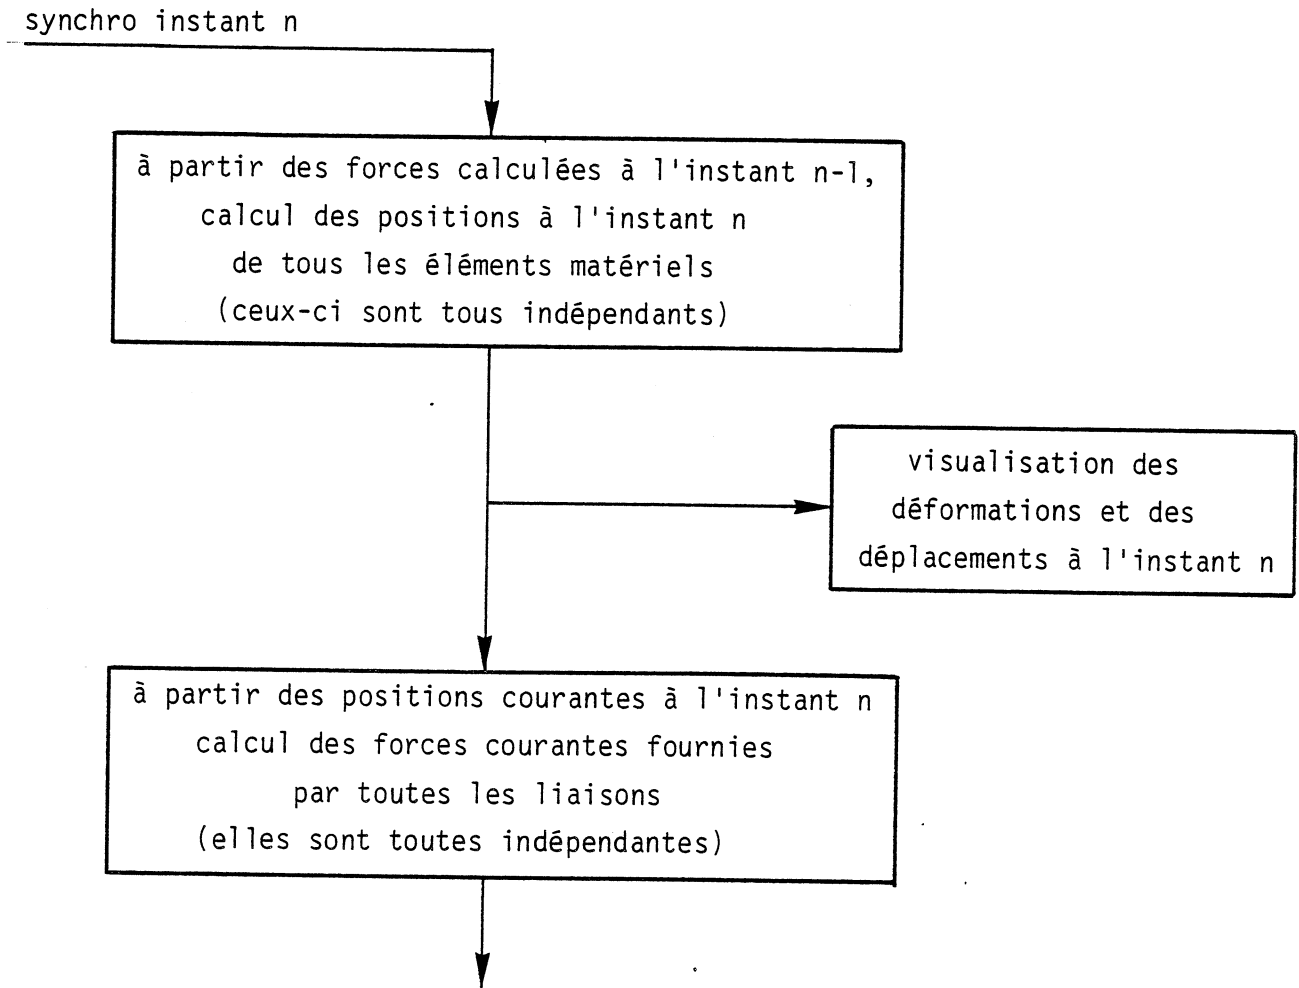 synchro instant n
à partir des forces calculées à l'instant n-1,
calcul des positions à l'instant n
de tous les éléments matériels
(ceux-ci sont tous indépendants)
visualisation des
déformations et des
déplacements à l'instant n
à partir des positions courantes à l'instant n
calcul des forces courantes fournies
par toutes les liaisons
(elles sont toutes indépendantes)